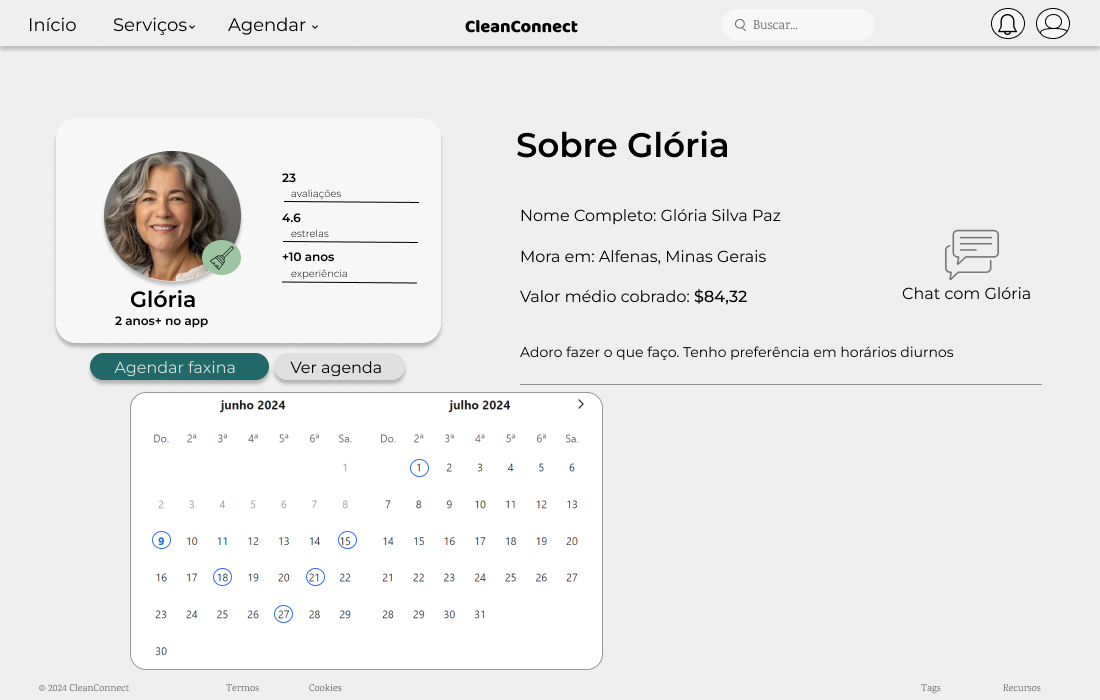 Início Serviços Agendar CleanConnect Buscar...
Sobre Glória
23
avaliações
4.6
estrelas
+10 anos
experiência
Glória
2 anos+ no app
Nome Completo: Glória Silva Paz
Mora em: Alfenas, Minas Gerais
Valor médio cobrado: $84,32
Chat com Glória
Adoro fazer o que faço. Tenho preferência em horários diurnos
Agendar faxina Ver agenda
junho 2024
Do. 2ª 3ª 4ª 5ª 6ª Sa.
1
2 3 4 5 6 7 8
9 10 11 12 13 14 15
16 17 18 19 20 21 22
23 24 25 26 27 28 29
30
julho 2024
Do. 2ª 3ª 4ª 5ª 6ª Sa.
1 2 3 4 5 6
7 8 9 10 11 12 13
14 15 16 17 18 19 20
21 22 23 24 25 26 27
28 29 30 31
© 2024 CleanConnect Termos Cookies Tags Recursos